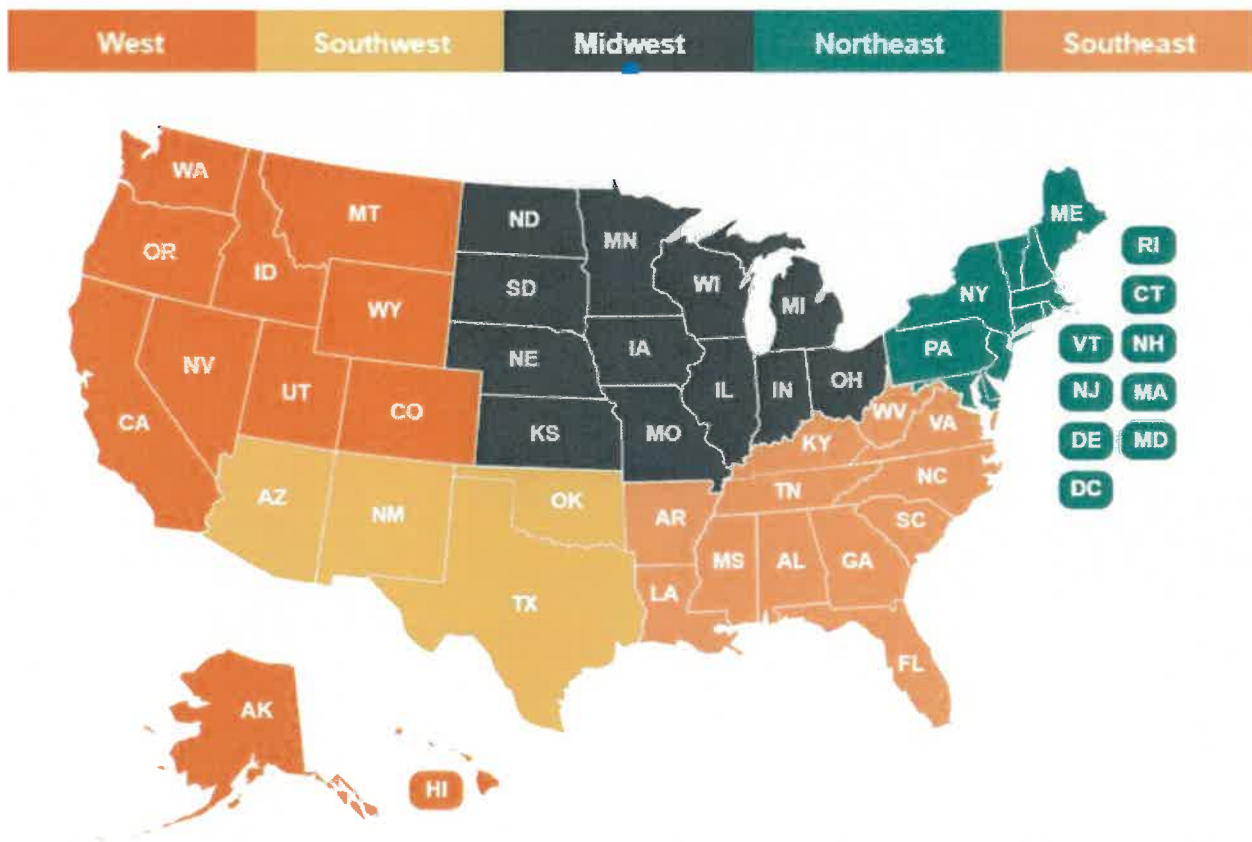 West Southwest Midwest Northeast Southeast
WA
MT
ND
MN
ME
OR
ID
SD
WI
MI
NY
RI
WY
CT
NV
UT
CO
NE
IA
IL
IN
OH
PA
VT NH
CA
KS
MO
KY
WV
VA
NJ MA
DE MD
AZ
NM
OK
AR
TN
NC
DC
SC
TX
LA
MS
AL
GA
FL
AK
HI